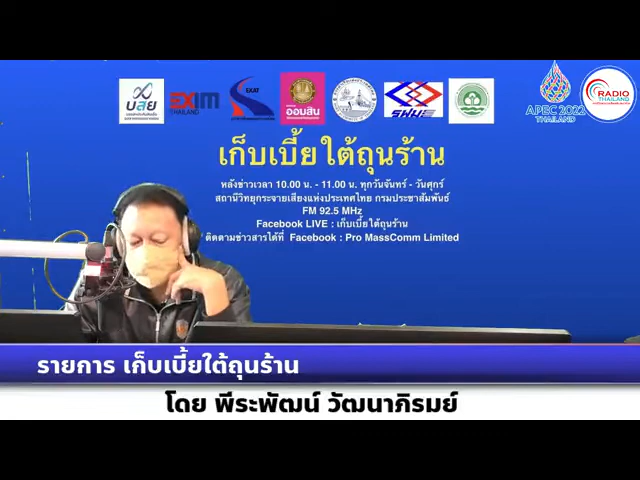 บสย
EXIM
THAILAND
EXAT
ออมสิน
รฟม
APEC 2022
THAILAND
RADIO
THAILAND
เก็บเบี้ยใต้ถุนร้าน
หลังข่าวเวลา 10.00 น. - 11.00 น. ทุกวันจันทร์ - วันศุกร์
สถานีวิทยุกระจายเสียงแห่งประเทศไทย กรมประชาสัมพันธ์
FM 92.5 MHz
Facebook LIVE : เก็บเบี้ยใต้ถุนร้าน
ติดตามข่าวสารได้ที่ Facebook : Pro MassComm Limited
รายการ เก็บเบี้ยใต้ถุนร้าน
โดย พีระพัฒน์ วัฒนาภิรมย์